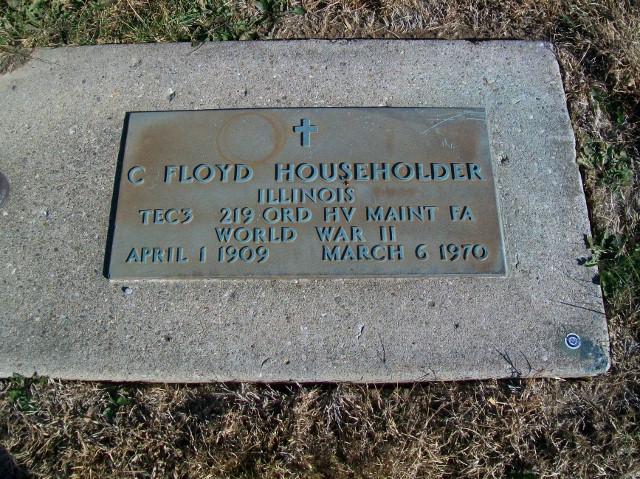 C FLOYD HOUSEHOLDER
ILLINOIS
TEC3 219 ORD HV MAINT FA
WORLD WAR II
APRIL 1 1909 MARCH 6 1970